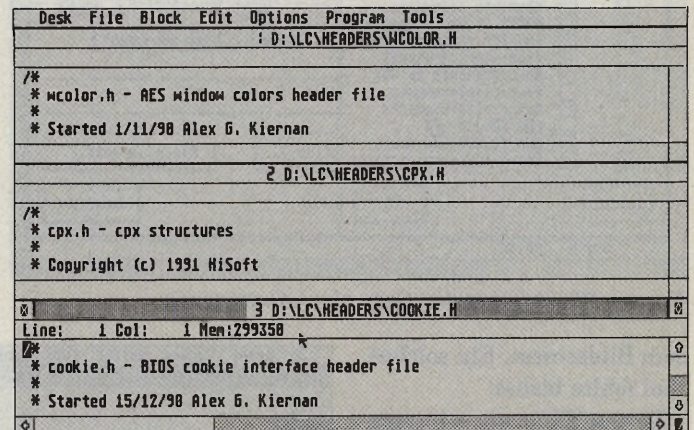 Desk File Block Edit Options Program Tools
1 D:\LC\HEADERS\WCOLOR.H
/*
* wcolor.h - AES window colors header file
*
* Started 1/11/90 Alex G. Kiernan
2 D:\LC\HEADERS\CPX.H
/*
* cpx.h - cpx structures
*
* Copyright (c) 1991 HiSoft
3 D:\LC\HEADERS\COOKIE.H
Line: 1 Col: 1 Mem:299350
/*
* cookie.h - BIOS cookie interface header file
*
* Started 15/12/90 Alex G. Kiernan